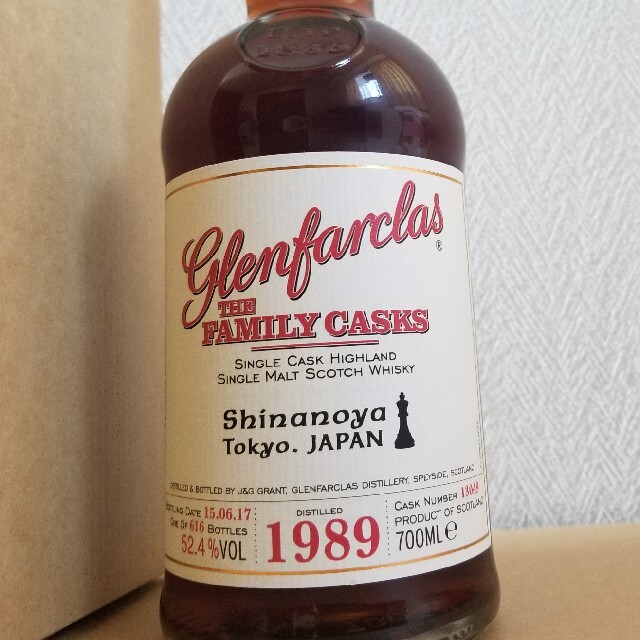 Glenfarclas®
THE
FAMILY CASKS
SINGLE CASK HIGHLAND
SINGLE MALT SCOTCH WHISKY
Shinanoya
Tokyo. JAPAN
DISTILLED & BOTTLED BY J&G GRANT, GLENFARCLAS DISTILLERY, SPEYSIDE, SCOTLAND
BOTTLING DATE 15.06.17
ONE OF 616 BOTTLES
52.4%VOL
DISTILLED
1989
CASK NUMBER
PRODUCT OF SCOTLAND
700ML℮